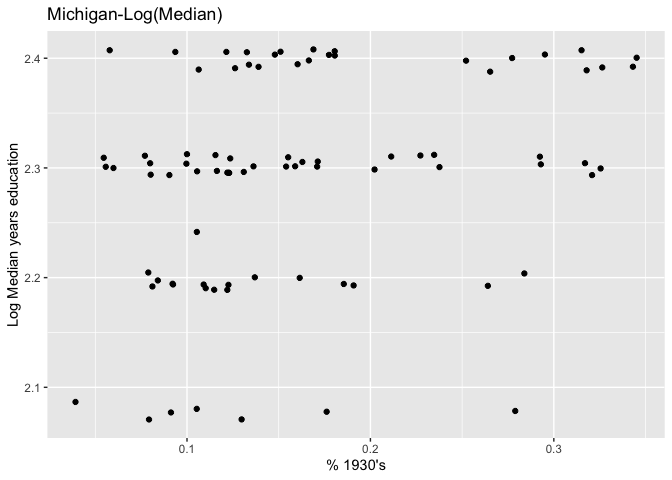 Michigan-Log(Median)
Log Median years education
2.4
2.3
2.2
2.1
0.1
0.2
0.3
% 1930's